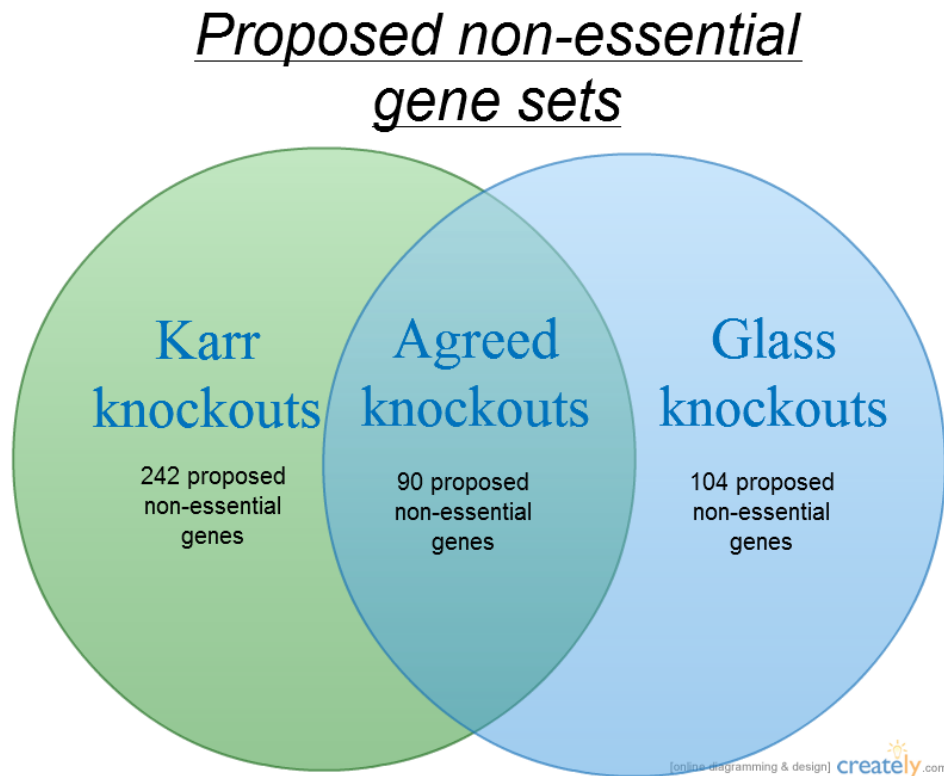 Proposed non-essential
gene sets
Karr
knockouts
242 proposed
non-essential
genes
Agreed
knockouts
90 proposed
non-essential
genes
Glass
knockouts
104 proposed
non-essential
genes
[online diagramming & design] creately.com